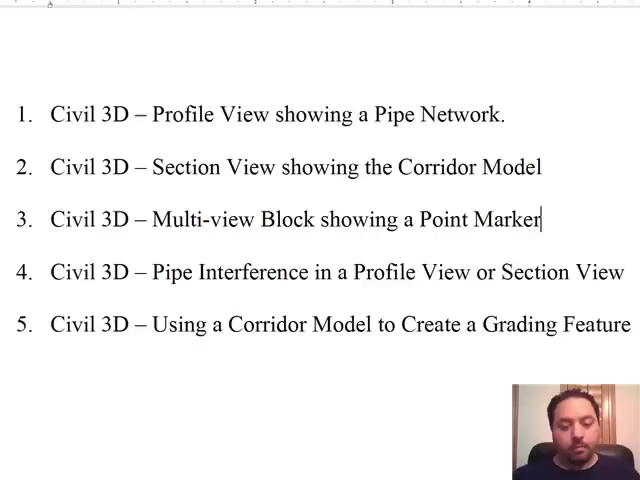 1. Civil 3D – Profile View showing a Pipe Network.
2. Civil 3D – Section View showing the Corridor Model
3. Civil 3D – Multi-view Block showing a Point Marker
4. Civil 3D – Pipe Interference in a Profile View or Section View
5. Civil 3D – Using a Corridor Model to Create a Grading Feature